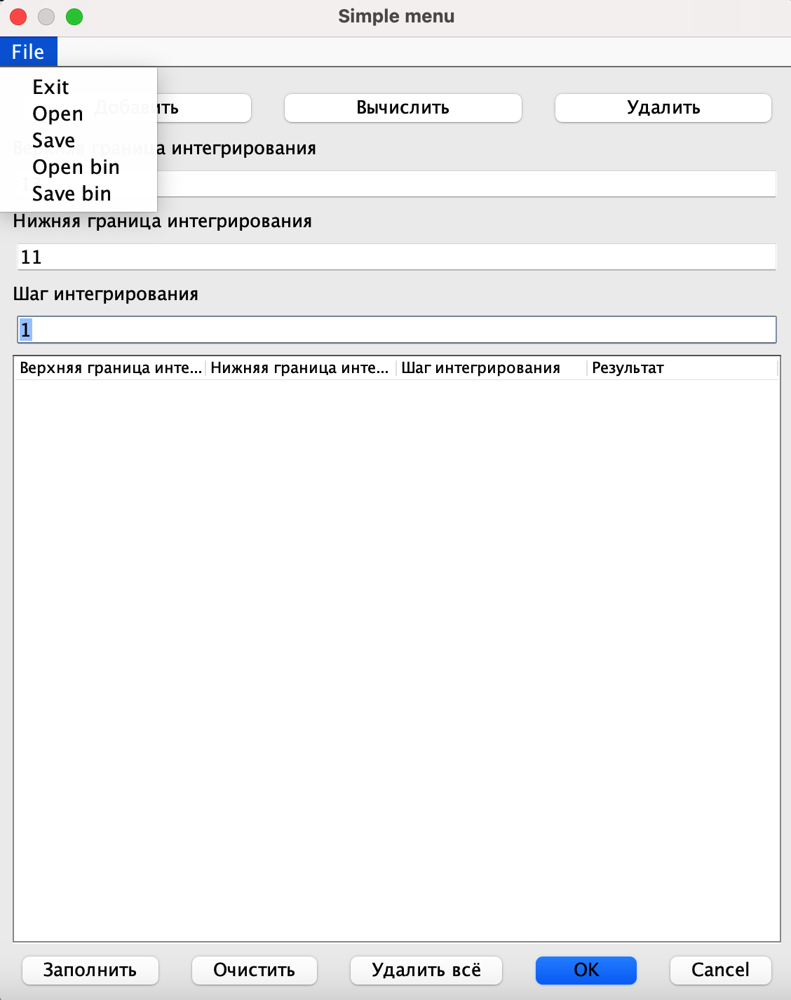 Simple menu
File
Exit
Open
Save
Open bin
Save bin
Добавить
Вычислить
Удалить
Верхняя граница интегрирования
Нижняя граница интегрирования
11
Шаг интегрирования
1
Верхняя граница инте... Нижняя граница инте... Шаг интегрирования Результат
Заполнить Очистить Удалить всё OK Cancel